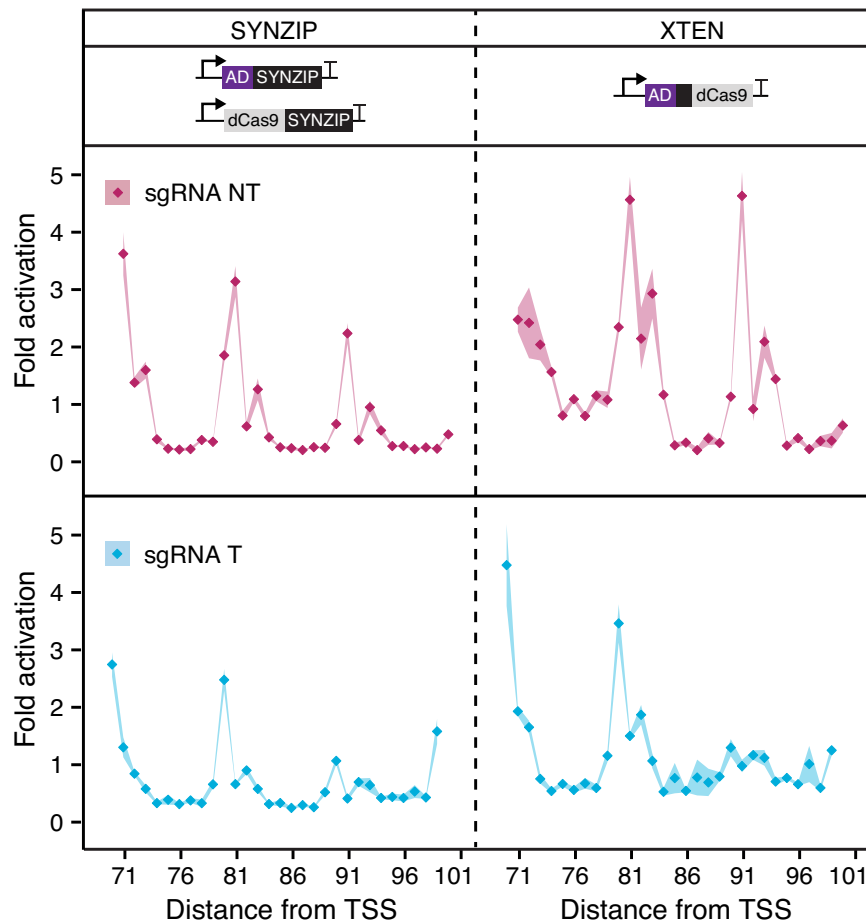 SYNZIP XTEN
AD SYNZIP
dCas9 SYNZIP
AD dCas9
Fold activation
5
4
3
2
1
0
sgRNA NT
Fold activation
5
4
3
2
1
0
sgRNA T
71 76 81 86 91 96 101 71 76 81 86 91 96 101
Distance from TSS Distance from TSS